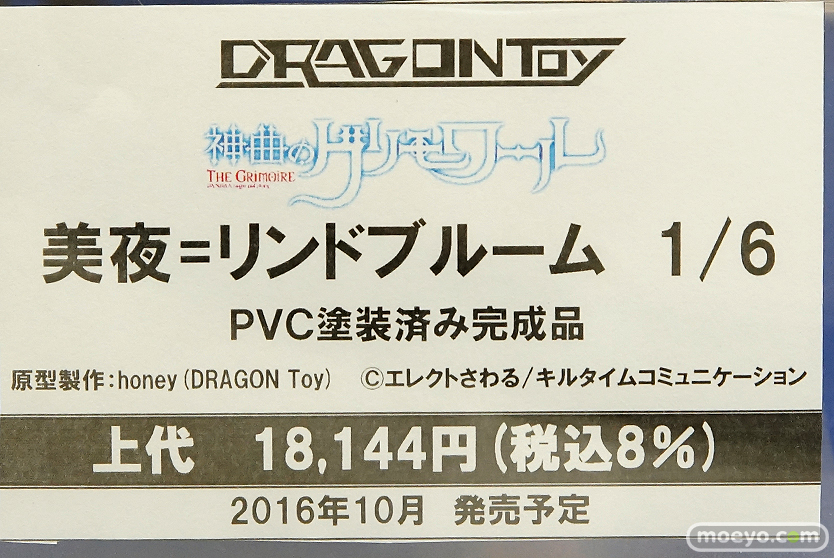 DRAGONToy
神曲のグリモワール
THE GRIMOIRE
美夜=リンドブルーム 1/6
PVC塗装済み完成品
原型製作:honey(DRAGON Toy) ©エレクトさわる/キルタイムコミュニケーション
上代 18,144円(税込8%)
2016年10月 発売予定
moeyo.com